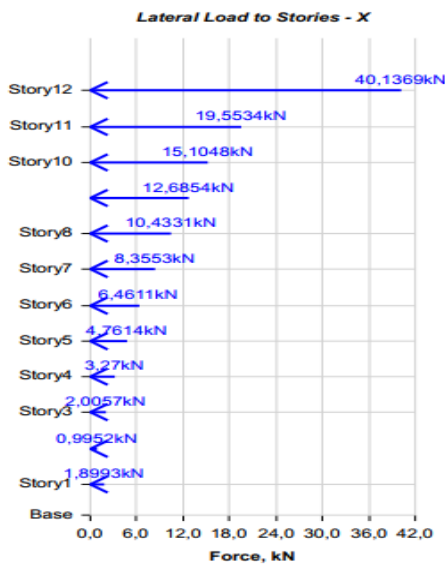 Lateral Load to Stories - X
Story12
40,1369kN
Story11
19,5534kN
Story10
15,1048kN
12,6854kN
Story8
10,4331kN
Story7
8,3553kN
Story6
6,4611kN
Story5
4,7614kN
Story4
3,27kN
Story3
2,0057kN
0,9952kN
Story1
1,8993kN
Base
0,0 6,0 12,0 18,0 24,0 30,0 36,0 42,0
Force, kN